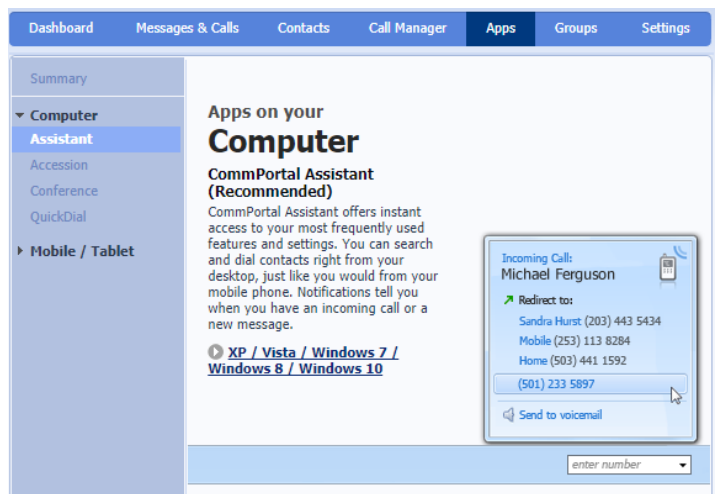 Dashboard Messages & Calls Contacts Call Manager Apps Groups Settings
Summary
Computer
Assistant
Accession
Conference
QuickDial
Mobile / Tablet
Apps on your
Computer
CommPortal Assistant
(Recommended)
CommPortal Assistant offers instant
access to your most frequently used
features and settings. You can search
and dial contacts right from your
desktop, just like you would from your
mobile phone. Notifications tell you
when you have an incoming call or a
new message.
XP / Vista / Windows 7 /
Windows 8 / Windows 10
Incoming Call:
Michael Ferguson
Redirect to:
Sandra Hurst (203) 443 5434
Mobile (253) 113 8284
Home (503) 441 1592
(501) 233 5897
Send to voicemail
enter number